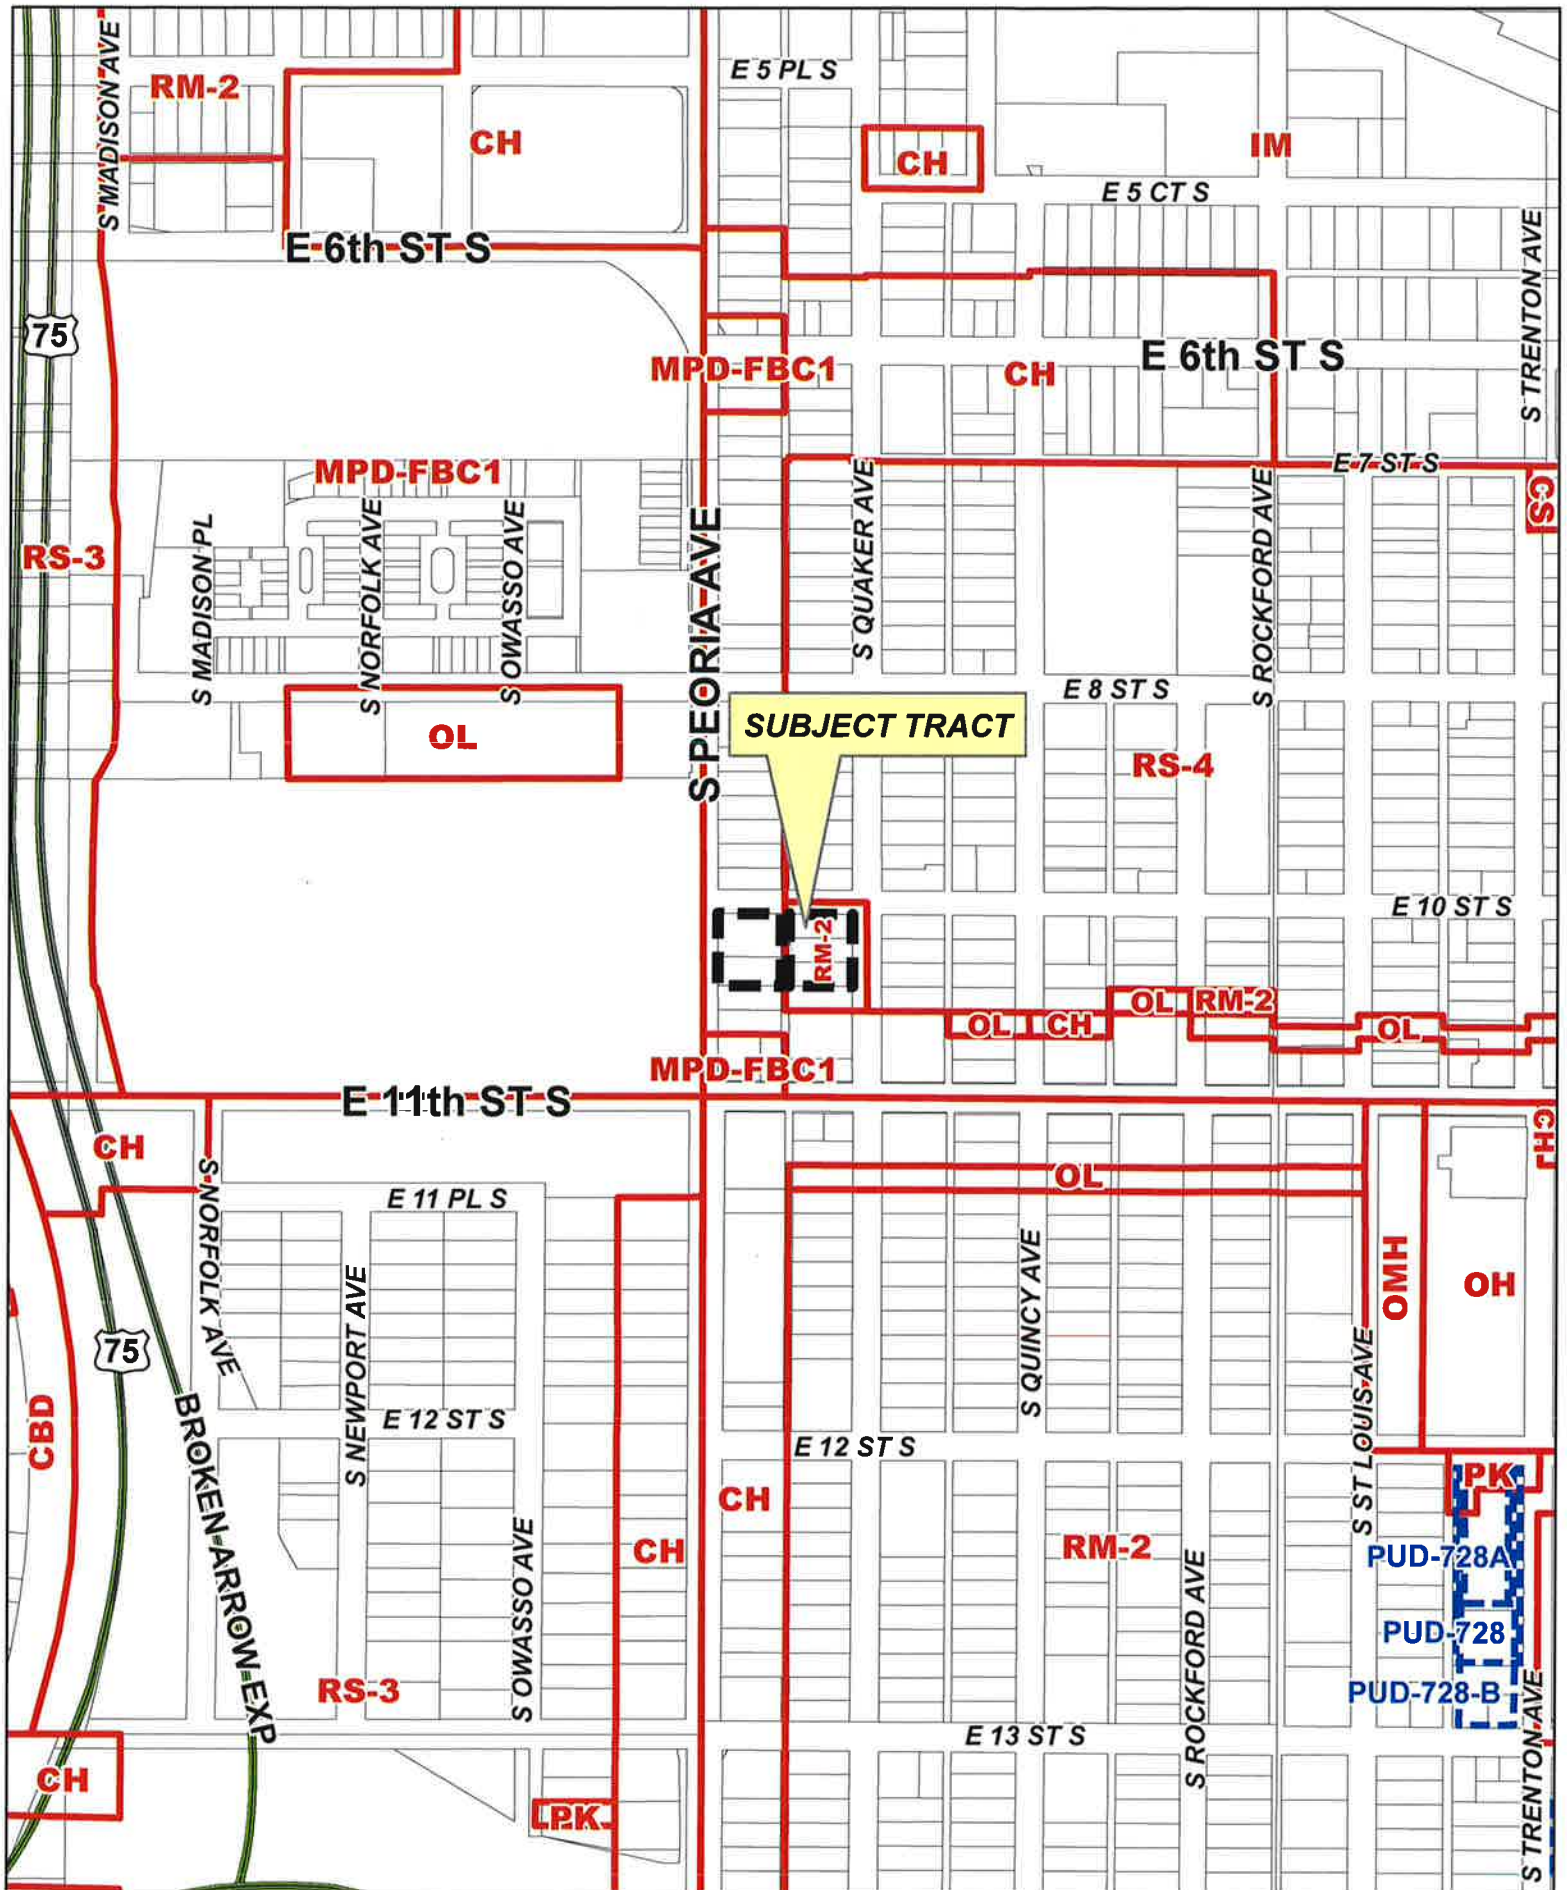 S MADISON AVE
RM-2
CH
E 5 PL S
CH
IM
E 5 CT S
E 6th ST S
S TRENTON AVE
75
MPD-FBC1
CH
E 6th ST S
MPD-FBC1
S QUAKER AVE
E 7 ST S
CS
RS-3
S MADISON PL
S NORFOLK AVE
S OWASSO AVE
S PEORIA AVE
S ROCKFORD AVE
E 8 ST S
OL
SUBJECT TRACT
RS-4
E 10 ST S
RM-2
OL
CH
OL
RM-2
OL
MPD-FBC1
E 11th ST S
CH
CH
S NORFOLK AVE
E 11 PL S
OL
S NEWPORT AVE
S QUINCY AVE
OMH
OH
75
CBD
BROKEN ARROW EXP
E 12 ST S
E 12 ST S
S ST LOUIS AVE
PK
CH
CH
RM-2
PUD-728A
S OWASSO AVE
S ROCKFORD AVE
PUD-728
RS-3
PUD-728-B
E 13 ST S
S TRENTON AVE
CH
PK